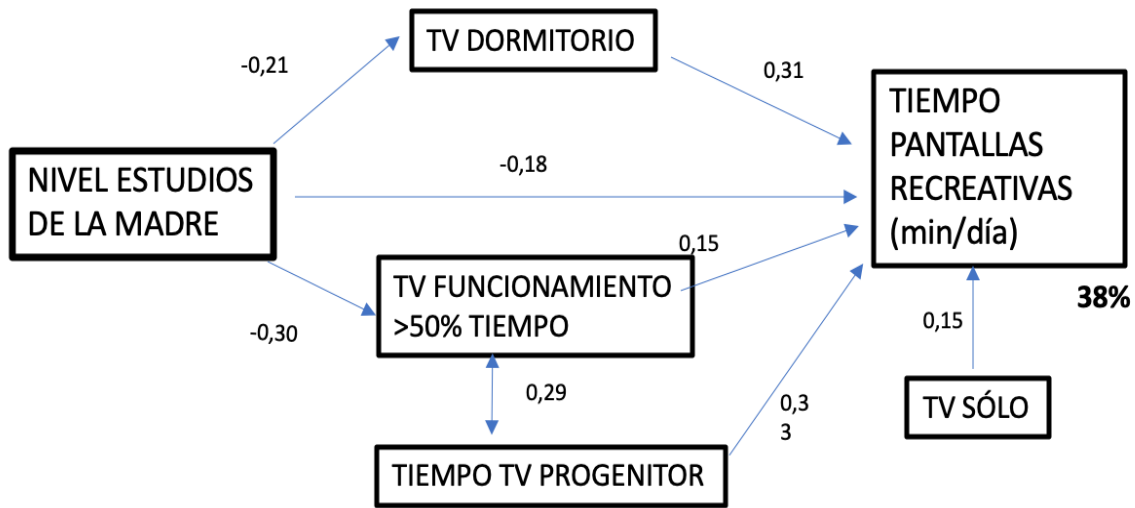 TV DORMITORIO
-0,21
0,31
TIEMPO
PANTALLAS
RECREATIVAS
(min/día)
NIVEL ESTUDIOS
DE LA MADRE
-0,18
0,15
TV FUNCIONAMIENTO
>50% TIEMPO
38%
-0,30
0,15
0,29
0,3
3
TV SÓLO
TIEMPO TV PROGENITOR